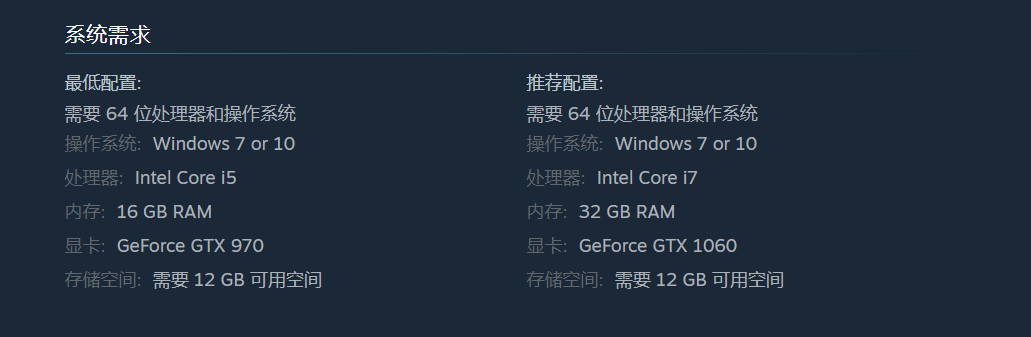 系统需求
最低配置:
需要 64 位处理器和操作系统
操作系统: Windows 7 or 10
处理器: Intel Core i5
内存: 16 GB RAM
显卡: GeForce GTX 970
存储空间: 需要 12 GB 可用空间
推荐配置:
需要 64 位处理器和操作系统
操作系统: Windows 7 or 10
处理器: Intel Core i7
内存: 32 GB RAM
显卡: GeForce GTX 1060
存储空间: 需要 12 GB 可用空间